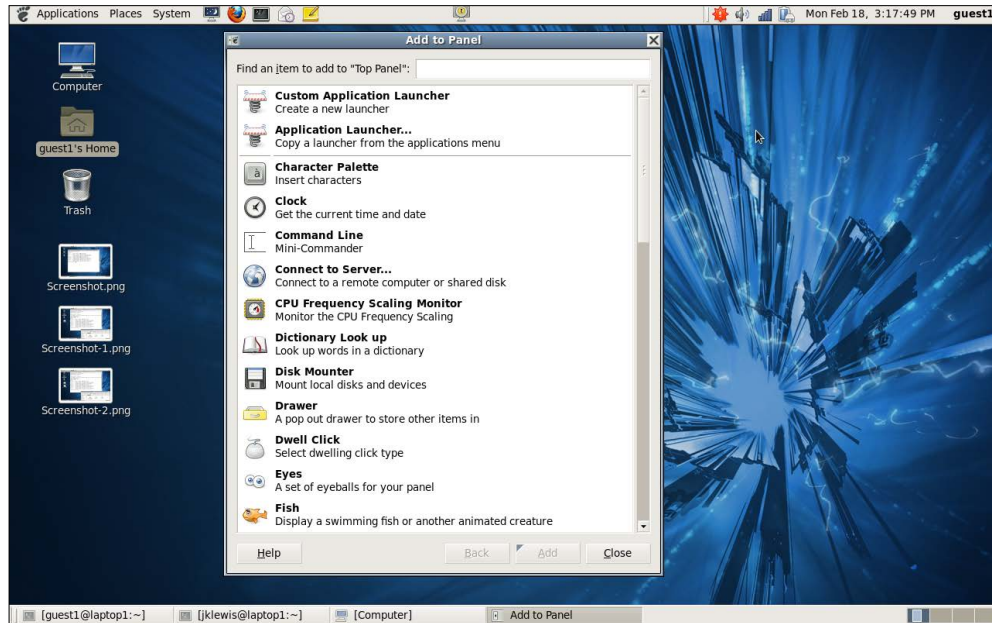 Applications Places System
Mon Feb 18, 3:17:49 PM guest1
Computer
guest1's Home
Trash
Screenshot.png
Screenshot-1.png
Screenshot-2.png
Add to Panel
Find an item to add to "Top Panel":
Custom Application Launcher
Create a new launcher
Application Launcher...
Copy a launcher from the applications menu
Character Palette
Insert characters
Clock
Get the current time and date
Command Line
Mini-Commander
Connect to Server...
Connect to a remote computer or shared disk
CPU Frequency Scaling Monitor
Monitor the CPU Frequency Scaling
Dictionary Look up
Look up words in a dictionary
Disk Mounter
Mount local disks and devices
Drawer
A pop out drawer to store other items in
Dwell Click
Select dwelling click type
Eyes
A set of eyeballs for your panel
Fish
Display a swimming fish or another animated creature
Help Back Add Close
[guest1@laptop1:~] [jklewis@laptop1:~] [Computer] Add to Panel